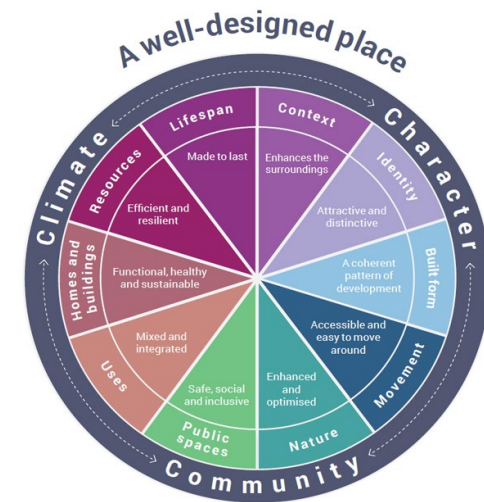 A well-designed place
Climate
Character
Community
Context
Enhances the
surroundings
Identity
Attractive and
distinctive
Built form
A coherent
pattern of
development
Movement
Accessible and
easy to move
around
Nature
Enhanced
and
optimised
Public
spaces
Safe, social
and inclusive
Uses
Mixed and
integrated
Homes and
buildings
Functional, healthy
and sustainable
Resources
Efficient and
resilient
Lifespan
Made to last